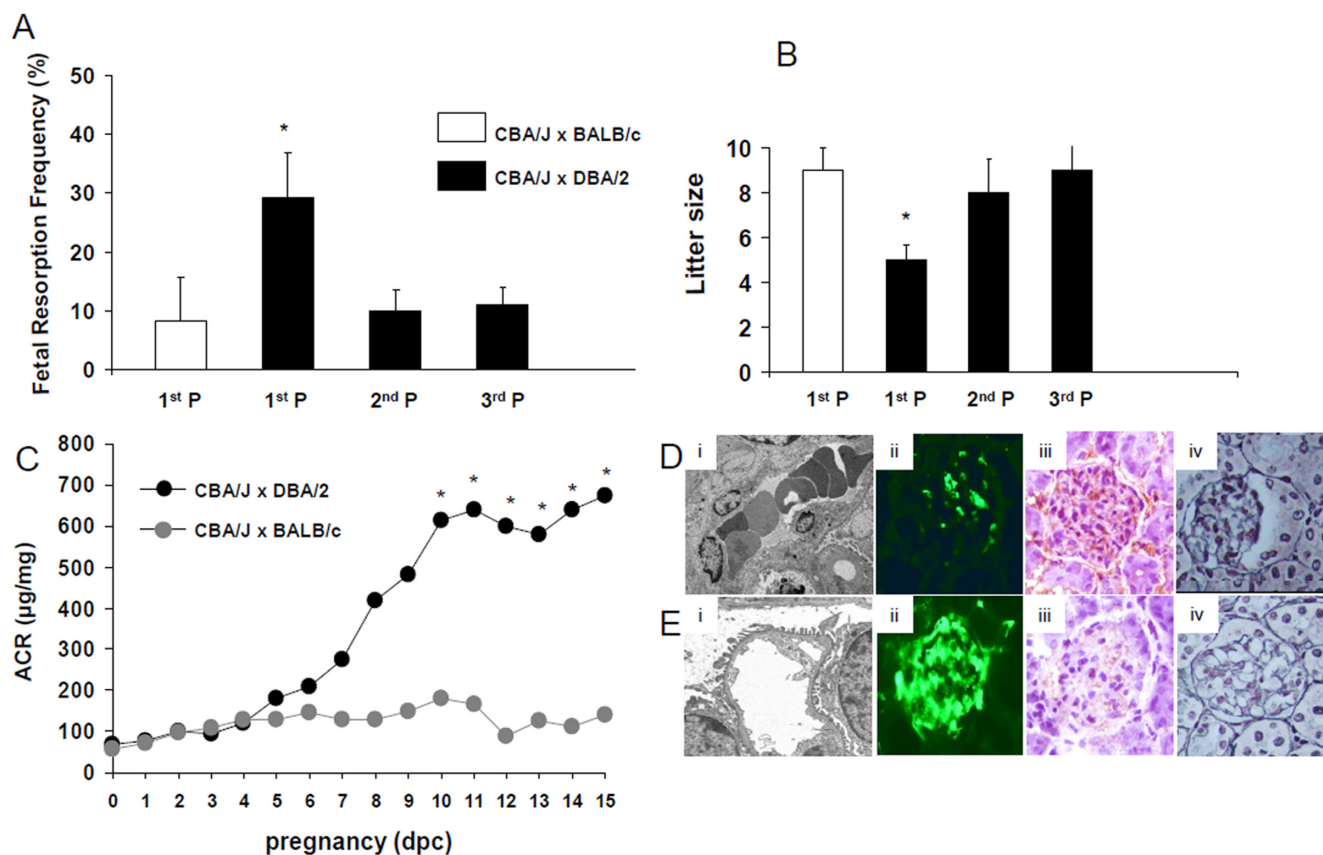 A
Fetal Resorption Frequency (%)
50
40
30
20
10
0
*
CBA/J x BALB/c
CBA/J x DBA/2
1st P
1st P
2nd P
3rd P
B
Litter size
10
8
6
4
2
0
*
1st P
1st P
2nd P
3rd P
C
ACR (µg/mg)
800
700
600
500
400
300
200
100
0
CBA/J x DBA/2
CBA/J x BALB/c
* * * * * *
0 1 2 3 4 5 6 7 8 9 10 11 12 13 14 15
pregnancy (dpc)
D
i
ii
iii
iv
E
i
ii
iii
iv